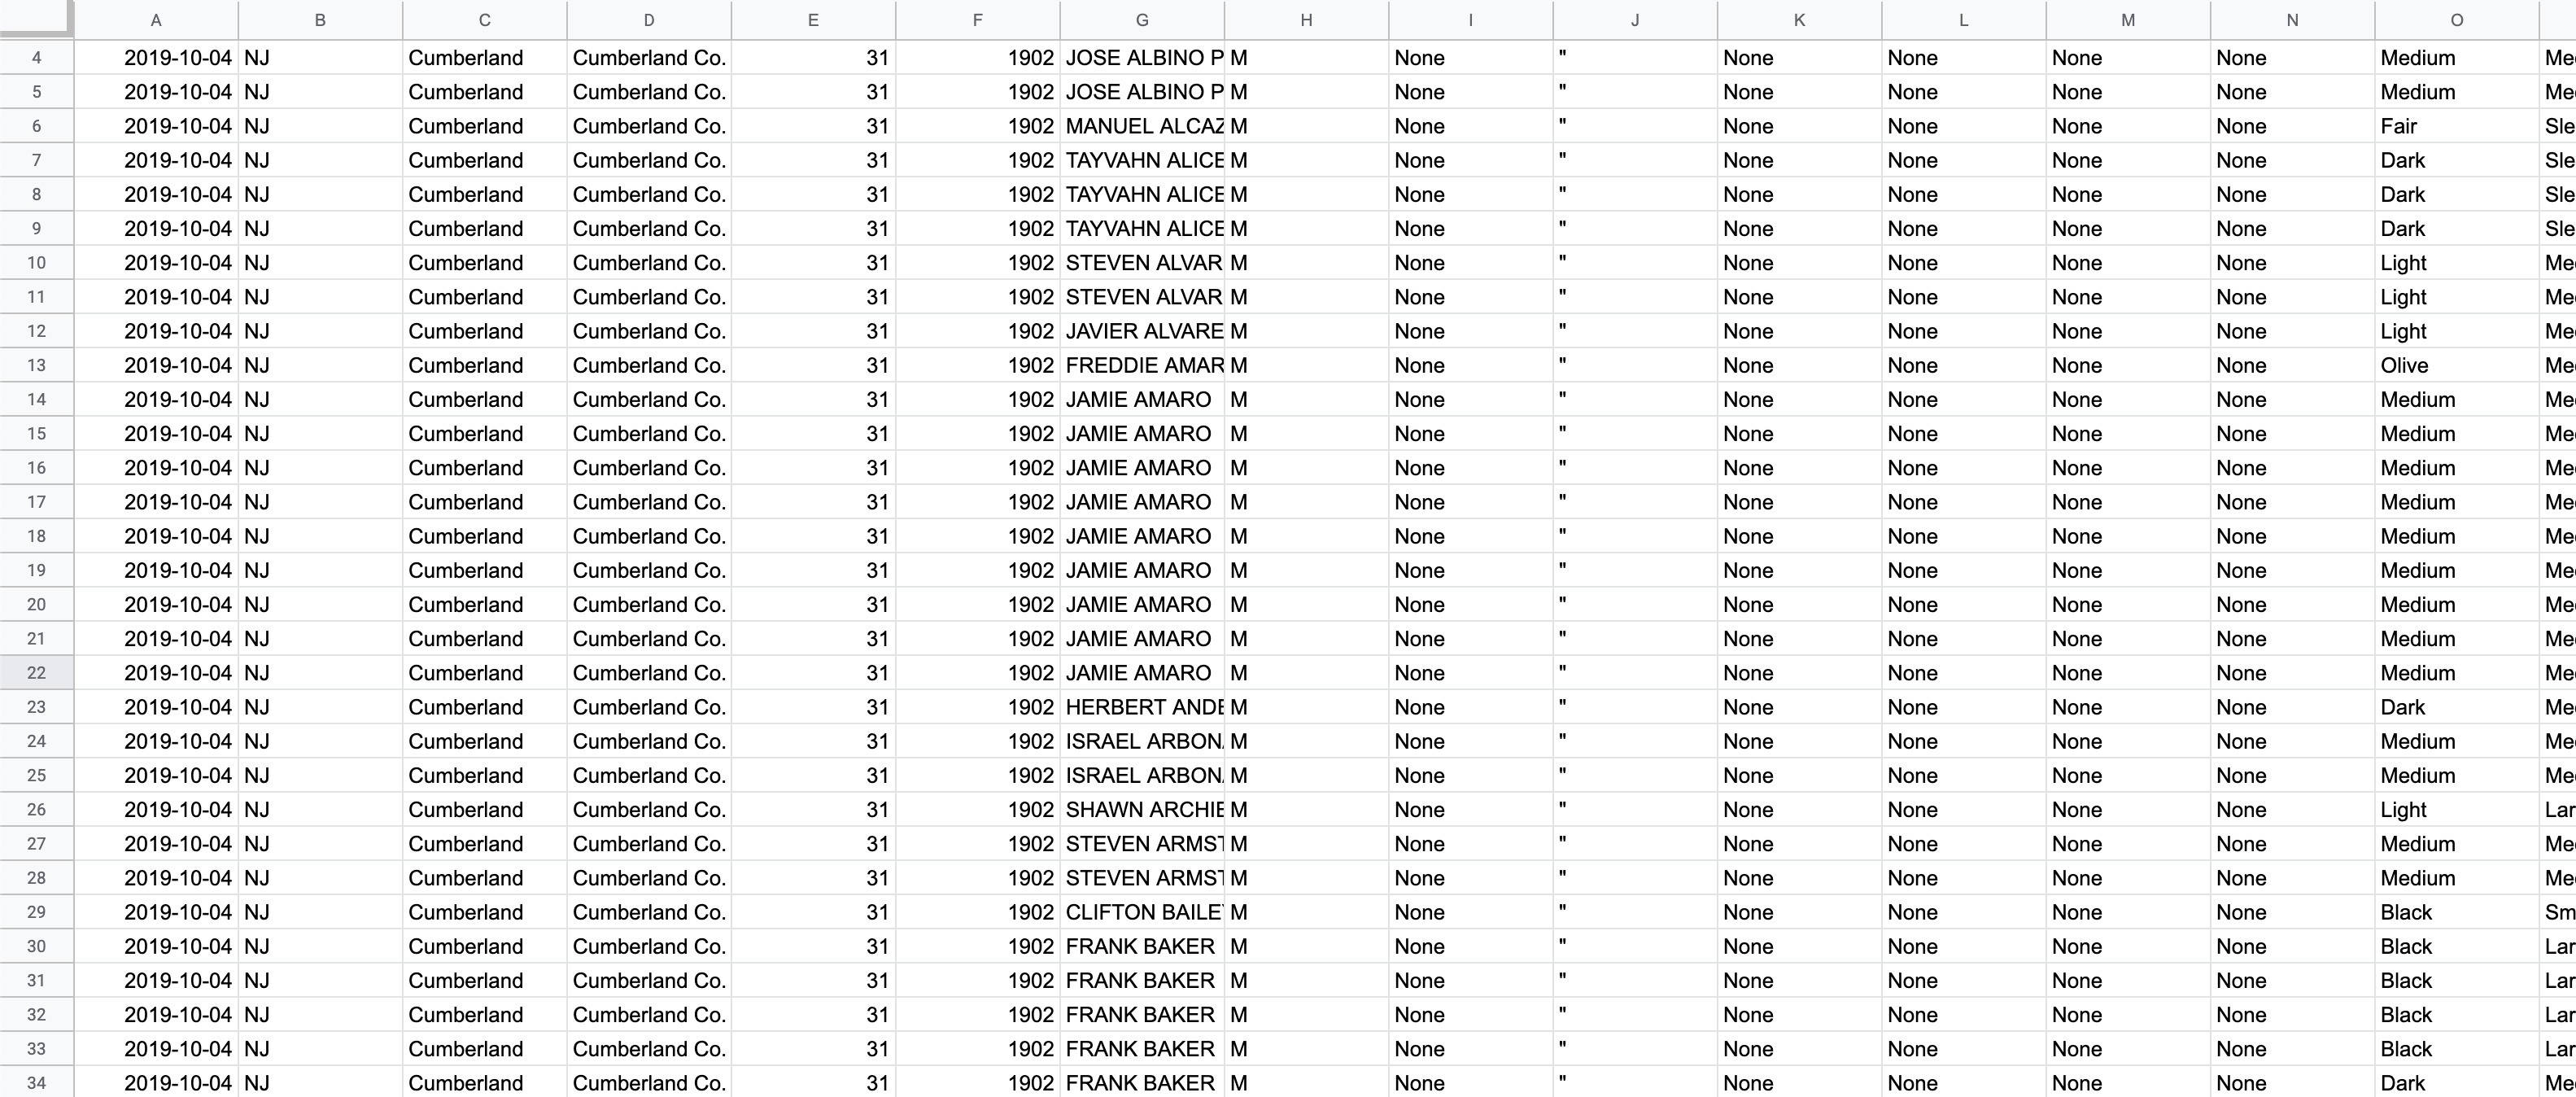 A B C D E F G H I J K L M N O
4 2019-10-04 NJ Cumberland Cumberland Co. 31 1902 JOSE ALBINO P M None " None None None None Medium Me
5 2019-10-04 NJ Cumberland Cumberland Co. 31 1902 JOSE ALBINO P M None " None None None None Medium Me
6 2019-10-04 NJ Cumberland Cumberland Co. 31 1902 MANUEL ALCAZ M None " None None None None Fair Sle
7 2019-10-04 NJ Cumberland Cumberland Co. 31 1902 TAYVAHN ALICE M None " None None None None Dark Sle
8 2019-10-04 NJ Cumberland Cumberland Co. 31 1902 TAYVAHN ALICE M None " None None None None Dark Sle
9 2019-10-04 NJ Cumberland Cumberland Co. 31 1902 TAYVAHN ALICE M None " None None None None Dark Sle
10 2019-10-04 NJ Cumberland Cumberland Co. 31 1902 STEVEN ALVAR M None " None None None None Light Me
11 2019-10-04 NJ Cumberland Cumberland Co. 31 1902 STEVEN ALVAR M None " None None None None Light Me
12 2019-10-04 NJ Cumberland Cumberland Co. 31 1902 JAVIER ALVARE M None " None None None None Light Me
13 2019-10-04 NJ Cumberland Cumberland Co. 31 1902 FREDDIE AMAR M None " None None None None Olive Me
14 2019-10-04 NJ Cumberland Cumberland Co. 31 1902 JAMIE AMARO M None " None None None None Medium Me
15 2019-10-04 NJ Cumberland Cumberland Co. 31 1902 JAMIE AMARO M None " None None None None Medium Me
16 2019-10-04 NJ Cumberland Cumberland Co. 31 1902 JAMIE AMARO M None " None None None None Medium Me
17 2019-10-04 NJ Cumberland Cumberland Co. 31 1902 JAMIE AMARO M None " None None None None Medium Me
18 2019-10-04 NJ Cumberland Cumberland Co. 31 1902 JAMIE AMARO M None " None None None None Medium Me
19 2019-10-04 NJ Cumberland Cumberland Co. 31 1902 JAMIE AMARO M None " None None None None Medium Me
20 2019-10-04 NJ Cumberland Cumberland Co. 31 1902 JAMIE AMARO M None " None None None None Medium Me
21 2019-10-04 NJ Cumberland Cumberland Co. 31 1902 JAMIE AMARO M None " None None None None Medium Me
22 2019-10-04 NJ Cumberland Cumberland Co. 31 1902 JAMIE AMARO M None " None None None None Medium Me
23 2019-10-04 NJ Cumberland Cumberland Co. 31 1902 HERBERT ANDE M None " None None None None Dark Me
24 2019-10-04 NJ Cumberland Cumberland Co. 31 1902 ISRAEL ARBON M None " None None None None Medium Me
25 2019-10-04 NJ Cumberland Cumberland Co. 31 1902 ISRAEL ARBON M None " None None None None Medium Me
26 2019-10-04 NJ Cumberland Cumberland Co. 31 1902 SHAWN ARCHIE M None " None None None None Light Lar
27 2019-10-04 NJ Cumberland Cumberland Co. 31 1902 STEVEN ARMST M None " None None None None Medium Me
28 2019-10-04 NJ Cumberland Cumberland Co. 31 1902 STEVEN ARMST M None " None None None None Medium Me
29 2019-10-04 NJ Cumberland Cumberland Co. 31 1902 CLIFTON BAILEY M None " None None None None Black Sm
30 2019-10-04 NJ Cumberland Cumberland Co. 31 1902 FRANK BAKER M None " None None None None Black Lar
31 2019-10-04 NJ Cumberland Cumberland Co. 31 1902 FRANK BAKER M None " None None None None Black Lar
32 2019-10-04 NJ Cumberland Cumberland Co. 31 1902 FRANK BAKER M None " None None None None Black Lar
33 2019-10-04 NJ Cumberland Cumberland Co. 31 1902 FRANK BAKER M None " None None None None Black Lar
34 2019-10-04 NJ Cumberland Cumberland Co. 31 1902 FRANK BAKER M None " None None None None Dark Me